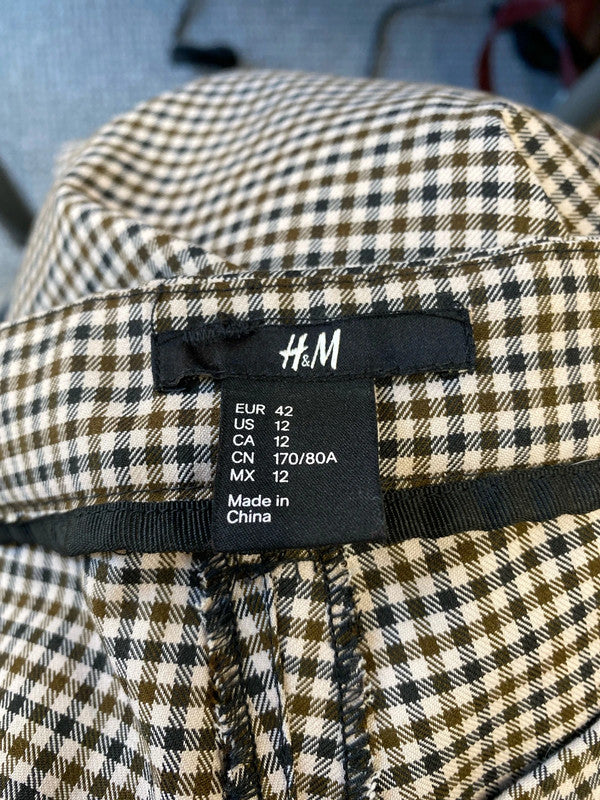 H&M
EUR 42
US 12
CA 12
CN 170/80A
MX 12
Made in
China